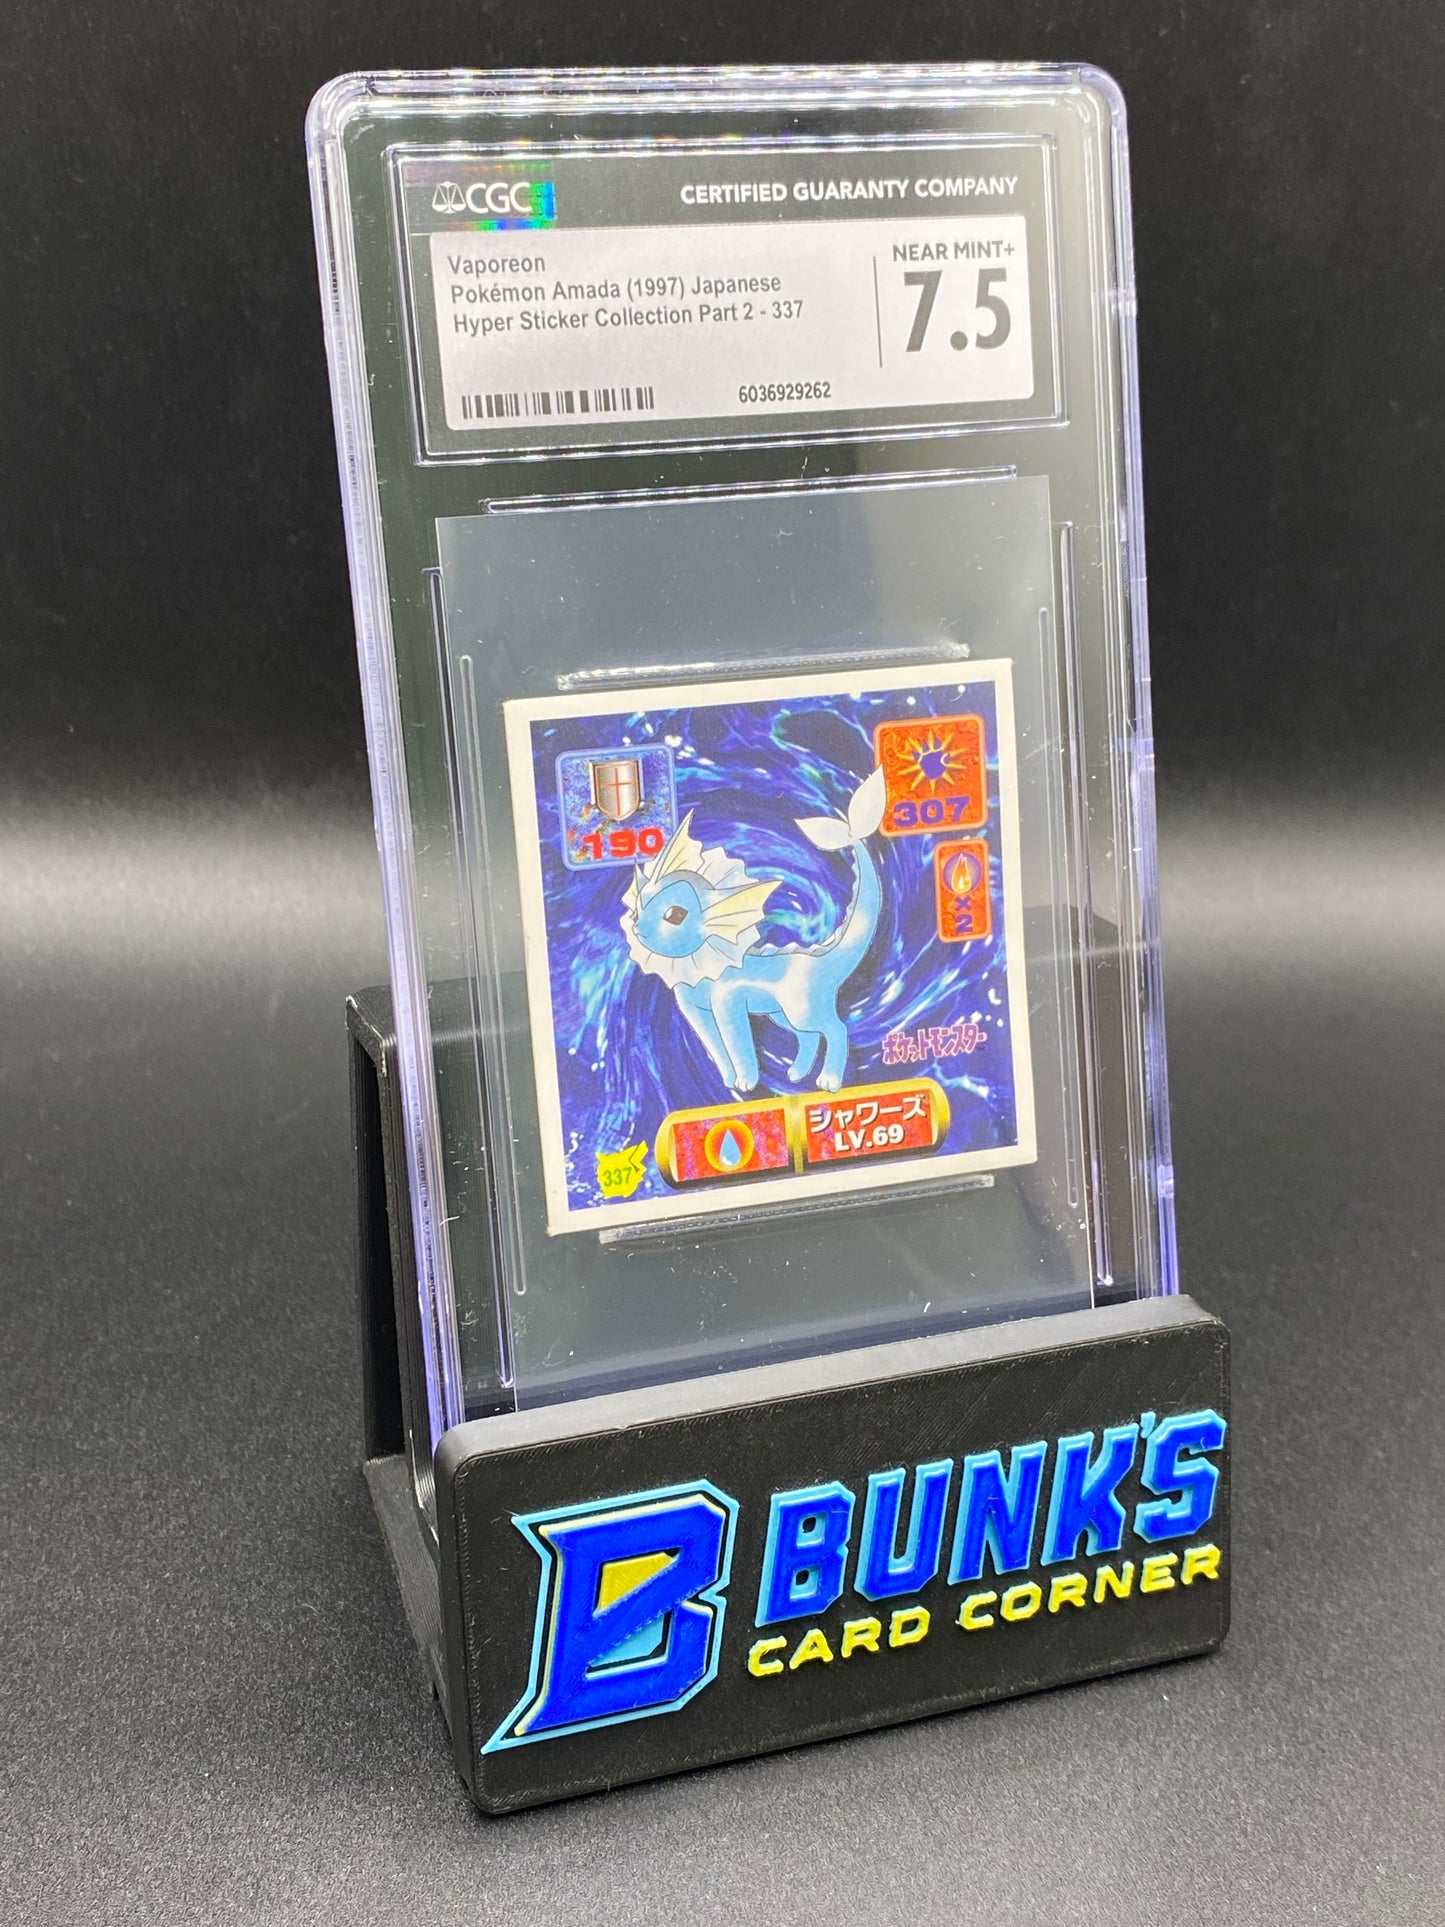 CGC
CERTIFIED GUARANTY COMPANY
Vaporeon
Pokémon Amada (1997) Japanese
Hyper Sticker Collection Part 2 - 337
NEAR MINT+
7.5
6036929262
190
307
×
2
ポケットモンスター
TM
シャワーズ
LV.69
337
B
BUNK'S
CARD CORNER